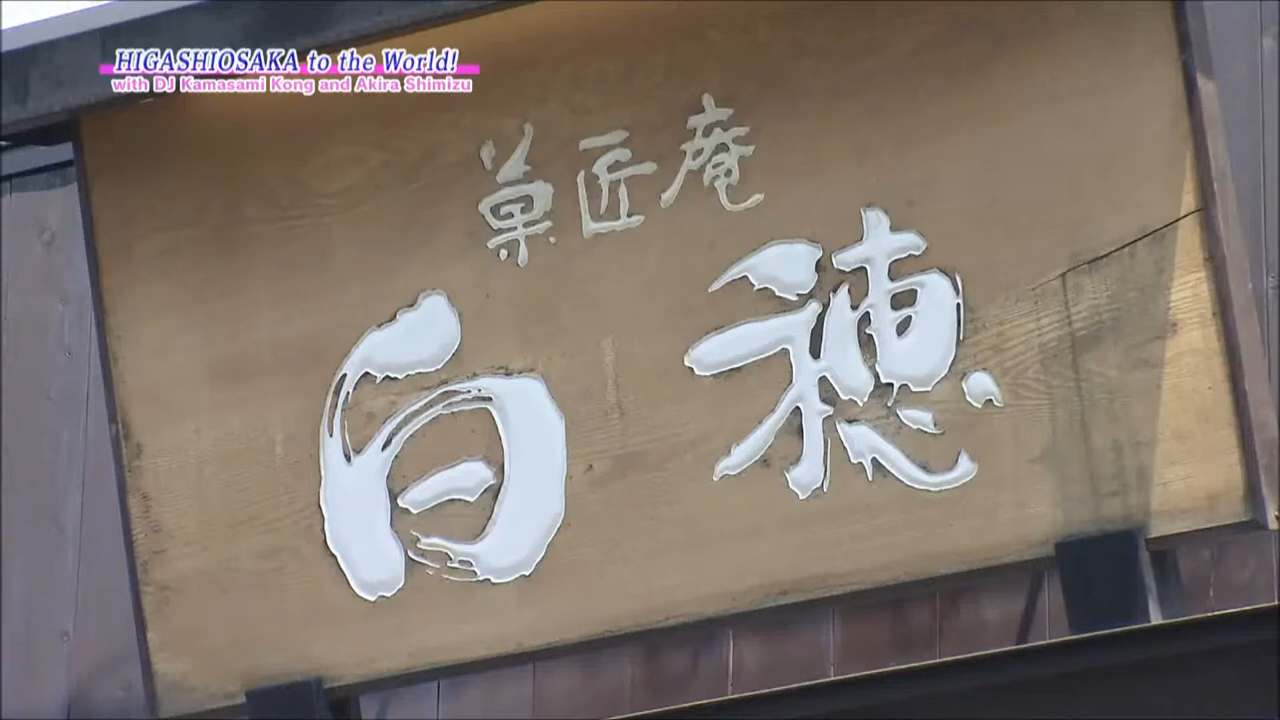 HIGASHIOSAKA to the World!
with DJ Kamasami Kong and Akira Shimizu
菓匠庵
白穂